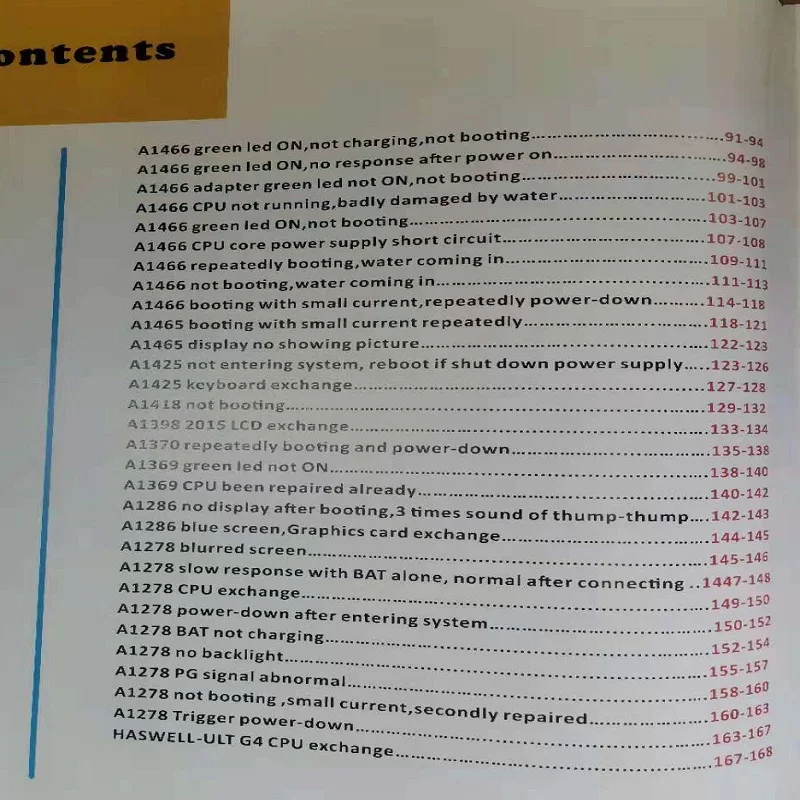 ontents
A1466 green led ON,not charging,not booting........................................91-94
A1466 green led ON,no response after power on...................................94-98
A1466 adapter green led not ON,not booting........................................99-101
A1466 CPU not running,badly damaged by water..............................101-103
A1466 green led ON,not booting...........................................................103-107
A1466 CPU core power supply short circuit........................................107-108
A1466 repeatedly booting,water coming in........................................109-111
A1466 not booting,water coming in.....................................................111-113
A1466 booting with small current,repeatedly power-down..........114-118
A1465 booting with small current repeatedly....................................118-121
A1465 display no showing picture.........................................................122-123
A1425 not entering system, reboot if shut down power supply.....123-126
A1425 keyboard exchange......................................................................127-128
A1418 not booting....................................................................................129-132
A1398 2015 LCD exchange......................................................................133-134
A1370 repeatedly booting and power-down.......................................135-138
A1369 green led not ON...........................................................................138-140
A1369 CPU been repaired already..........................................................140-142
A1286 no display after booting,3 times sound of thump-thump....142-143
A1286 blue screen,Graphics card exchange.........................................144-145
A1278 blurred screen................................................................................145-146
A1278 slow response with BAT alone, normal after connecting ..1447-148
A1278 CPU exchange.................................................................................149-150
A1278 power-down after entering system............................................150-152
A1278 BAT not charging............................................................................152-154
A1278 no backlight.....................................................................................155-157
A1278 PG signal abnormal.........................................................................158-160
A1278 not booting ,small current,secondly repaired........................160-163
A1278 Trigger power-down.......................................................................163-167
HASWELL-ULT G4 CPU exchange..............................................................167-168